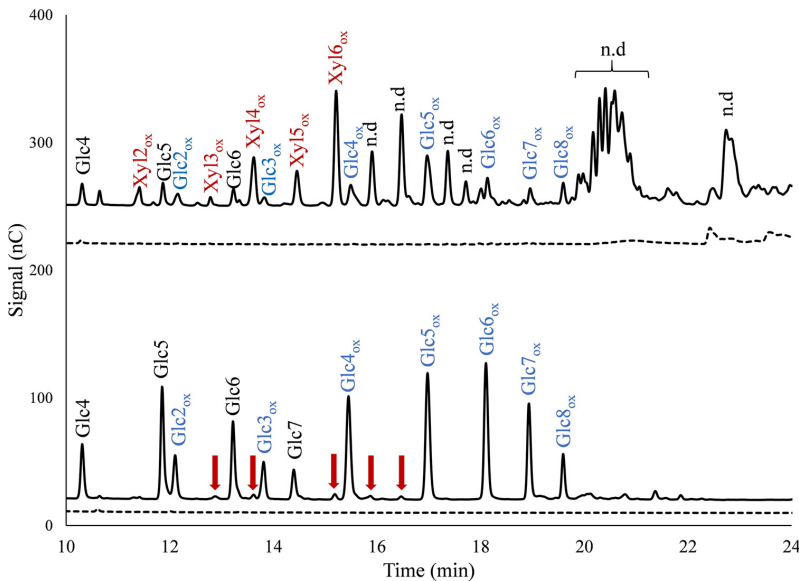 400
300
200
100
0
Signal (nC)
Glc4
Xyl2ox
Glc5
Glc2ox
Xyl3ox
Glc6
Xyl4ox
Glc3ox
Xyl5ox
Xyl6ox
Glc4ox
n.d
n.d
Glc5ox
n.d
n.d
Glc6ox
Glc7ox
Glc8ox
n.d
n.d
Glc4
Glc5
Glc2ox
Glc6
Glc3ox
Glc7
Glc4ox
Glc5ox
Glc6ox
Glc7ox
Glc8ox
10 12 14 16 18 20 22 24
Time (min)